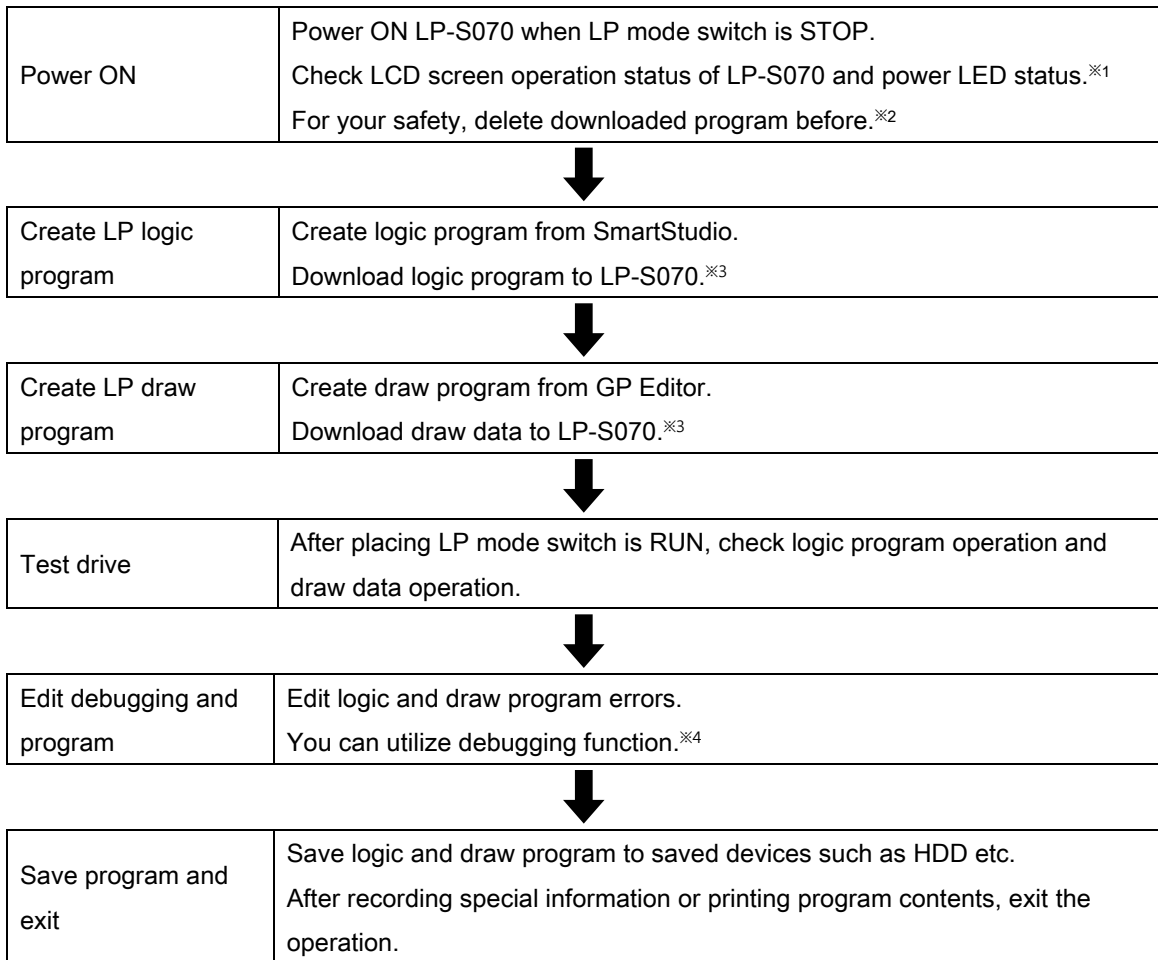 Power ON
Power ON LP-S070 when LP mode switch is STOP.
Check LCD screen operation status of LP-S070 and power LED status.※1
For your safety, delete downloaded program before.※2
Create LP logic
program
Create logic program from SmartStudio.
Download logic program to LP-S070.※3
Create LP draw
program
Create draw program from GP Editor.
Download draw data to LP-S070.※3
Test drive
After placing LP mode switch is RUN, check logic program operation and
draw data operation.
Edit debugging and
program
Edit logic and draw program errors.
You can utilize debugging function.※4
Save program and
exit
Save logic and draw program to saved devices such as HDD etc.
After recording special information or printing program contents, exit the
operation.